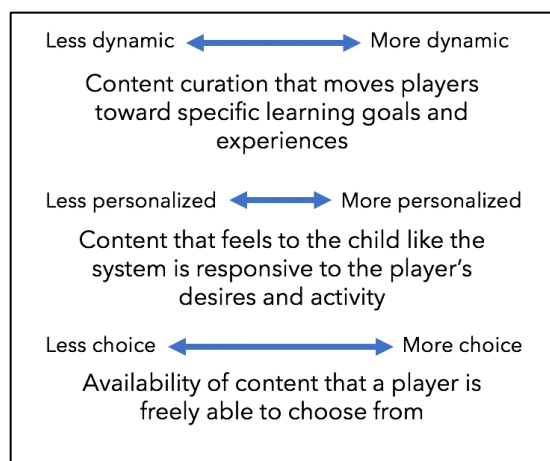 Less dynamic More dynamic
Content curation that moves players
toward specific learning goals and
experiences
Less personalized More personalized
Content that feels to the child like the
system is responsive to the player's
desires and activity
Less choice More choice
Availability of content that a player is
freely able to choose from